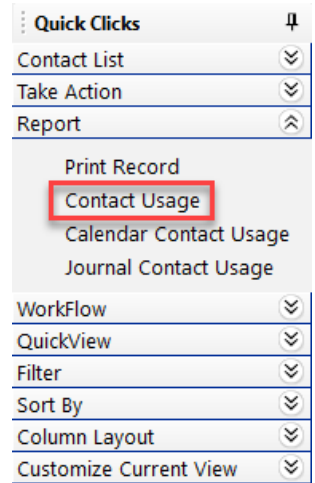 Quick Clicks
Contact List
Take Action
Report
Print Record
Contact Usage
Calendar Contact Usage
Journal Contact Usage
WorkFlow
QuickView
Filter
Sort By
Column Layout
Customize Current View